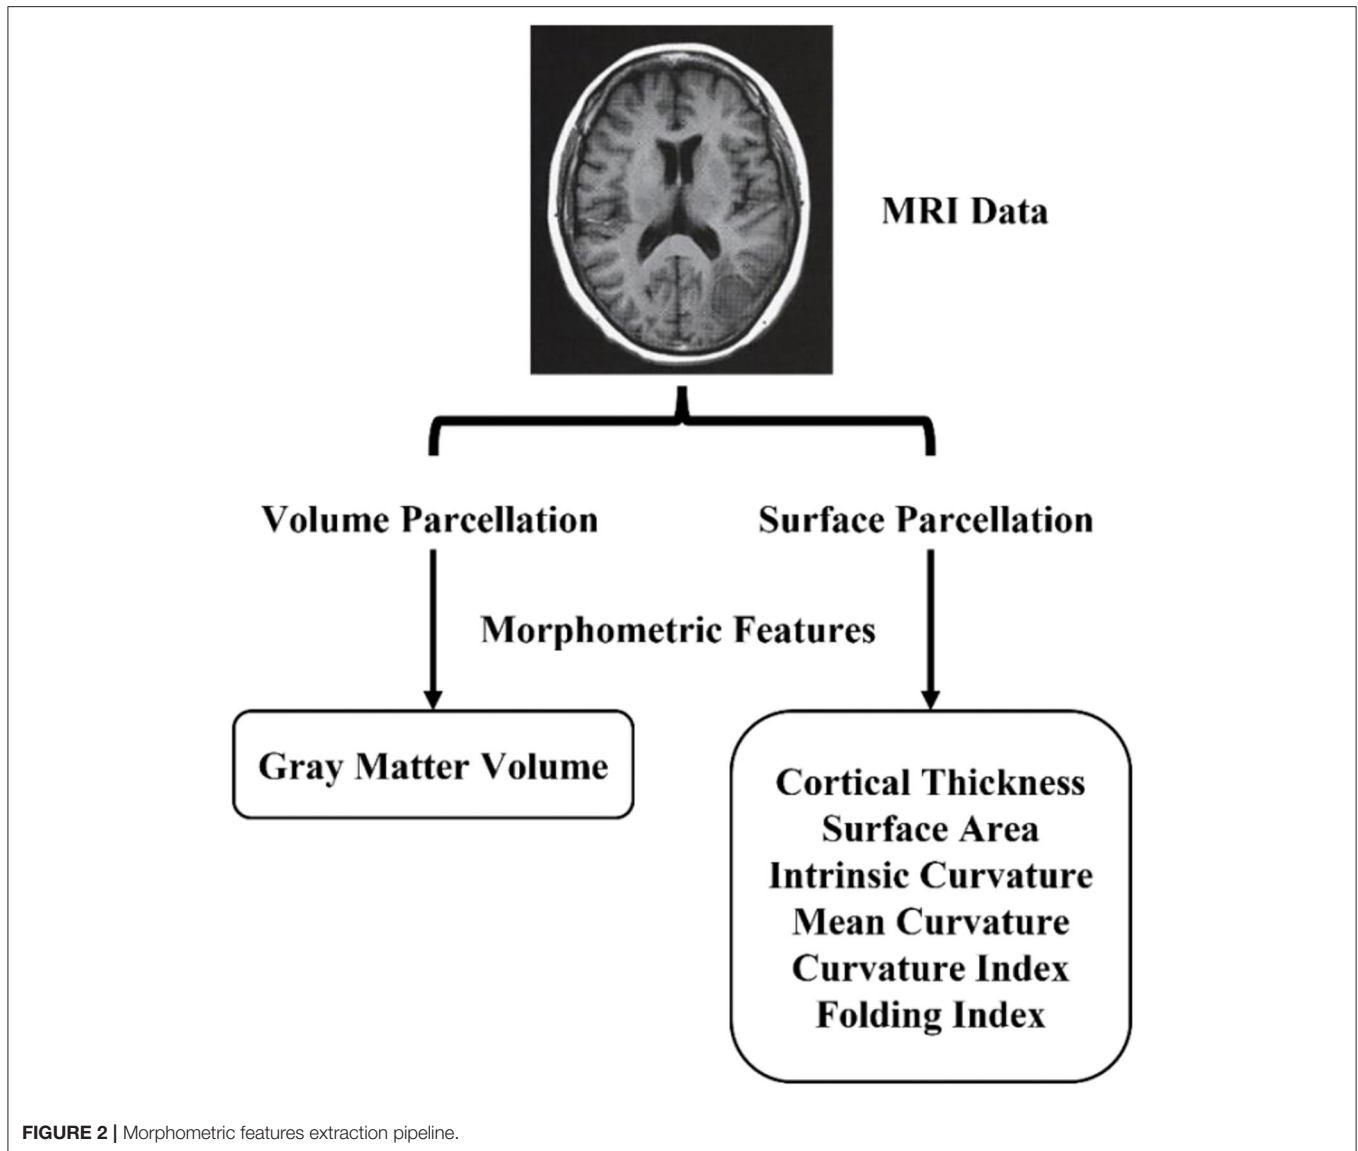 MRI Data
Volume Parcellation
Surface Parcellation
Morphometric Features
Gray Matter Volume
Cortical Thickness
Surface Area
Intrinsic Curvature
Mean Curvature
Curvature Index
Folding Index
FIGURE 2 | Morphometric features extraction pipeline.